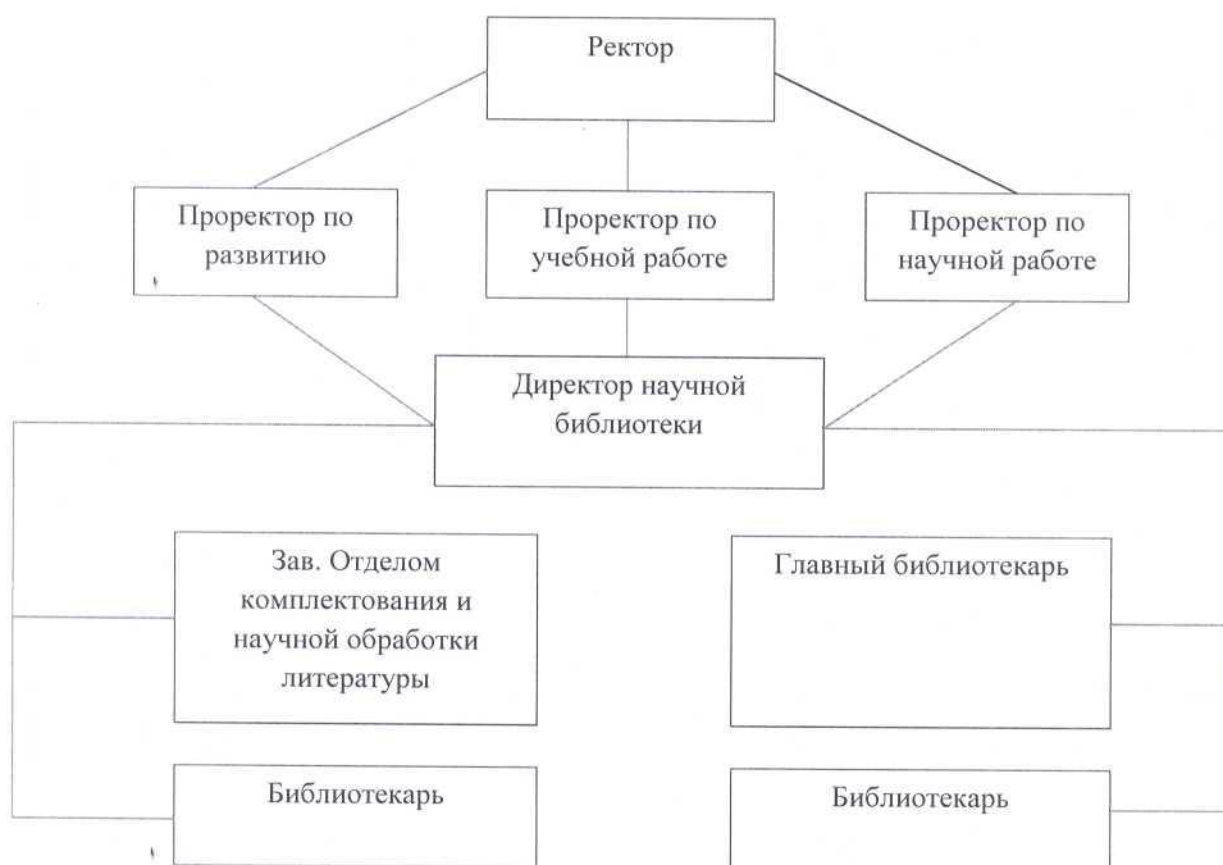 Ректор
Проректор по
развитию
Проректор по
учебной работе
Проректор по
научной работе
Директор научной
библиотеки
Зав. Отделом
комплектования и
научной обработки
литературы
Главный библиотекарь
Библиотекарь
Библиотекарь